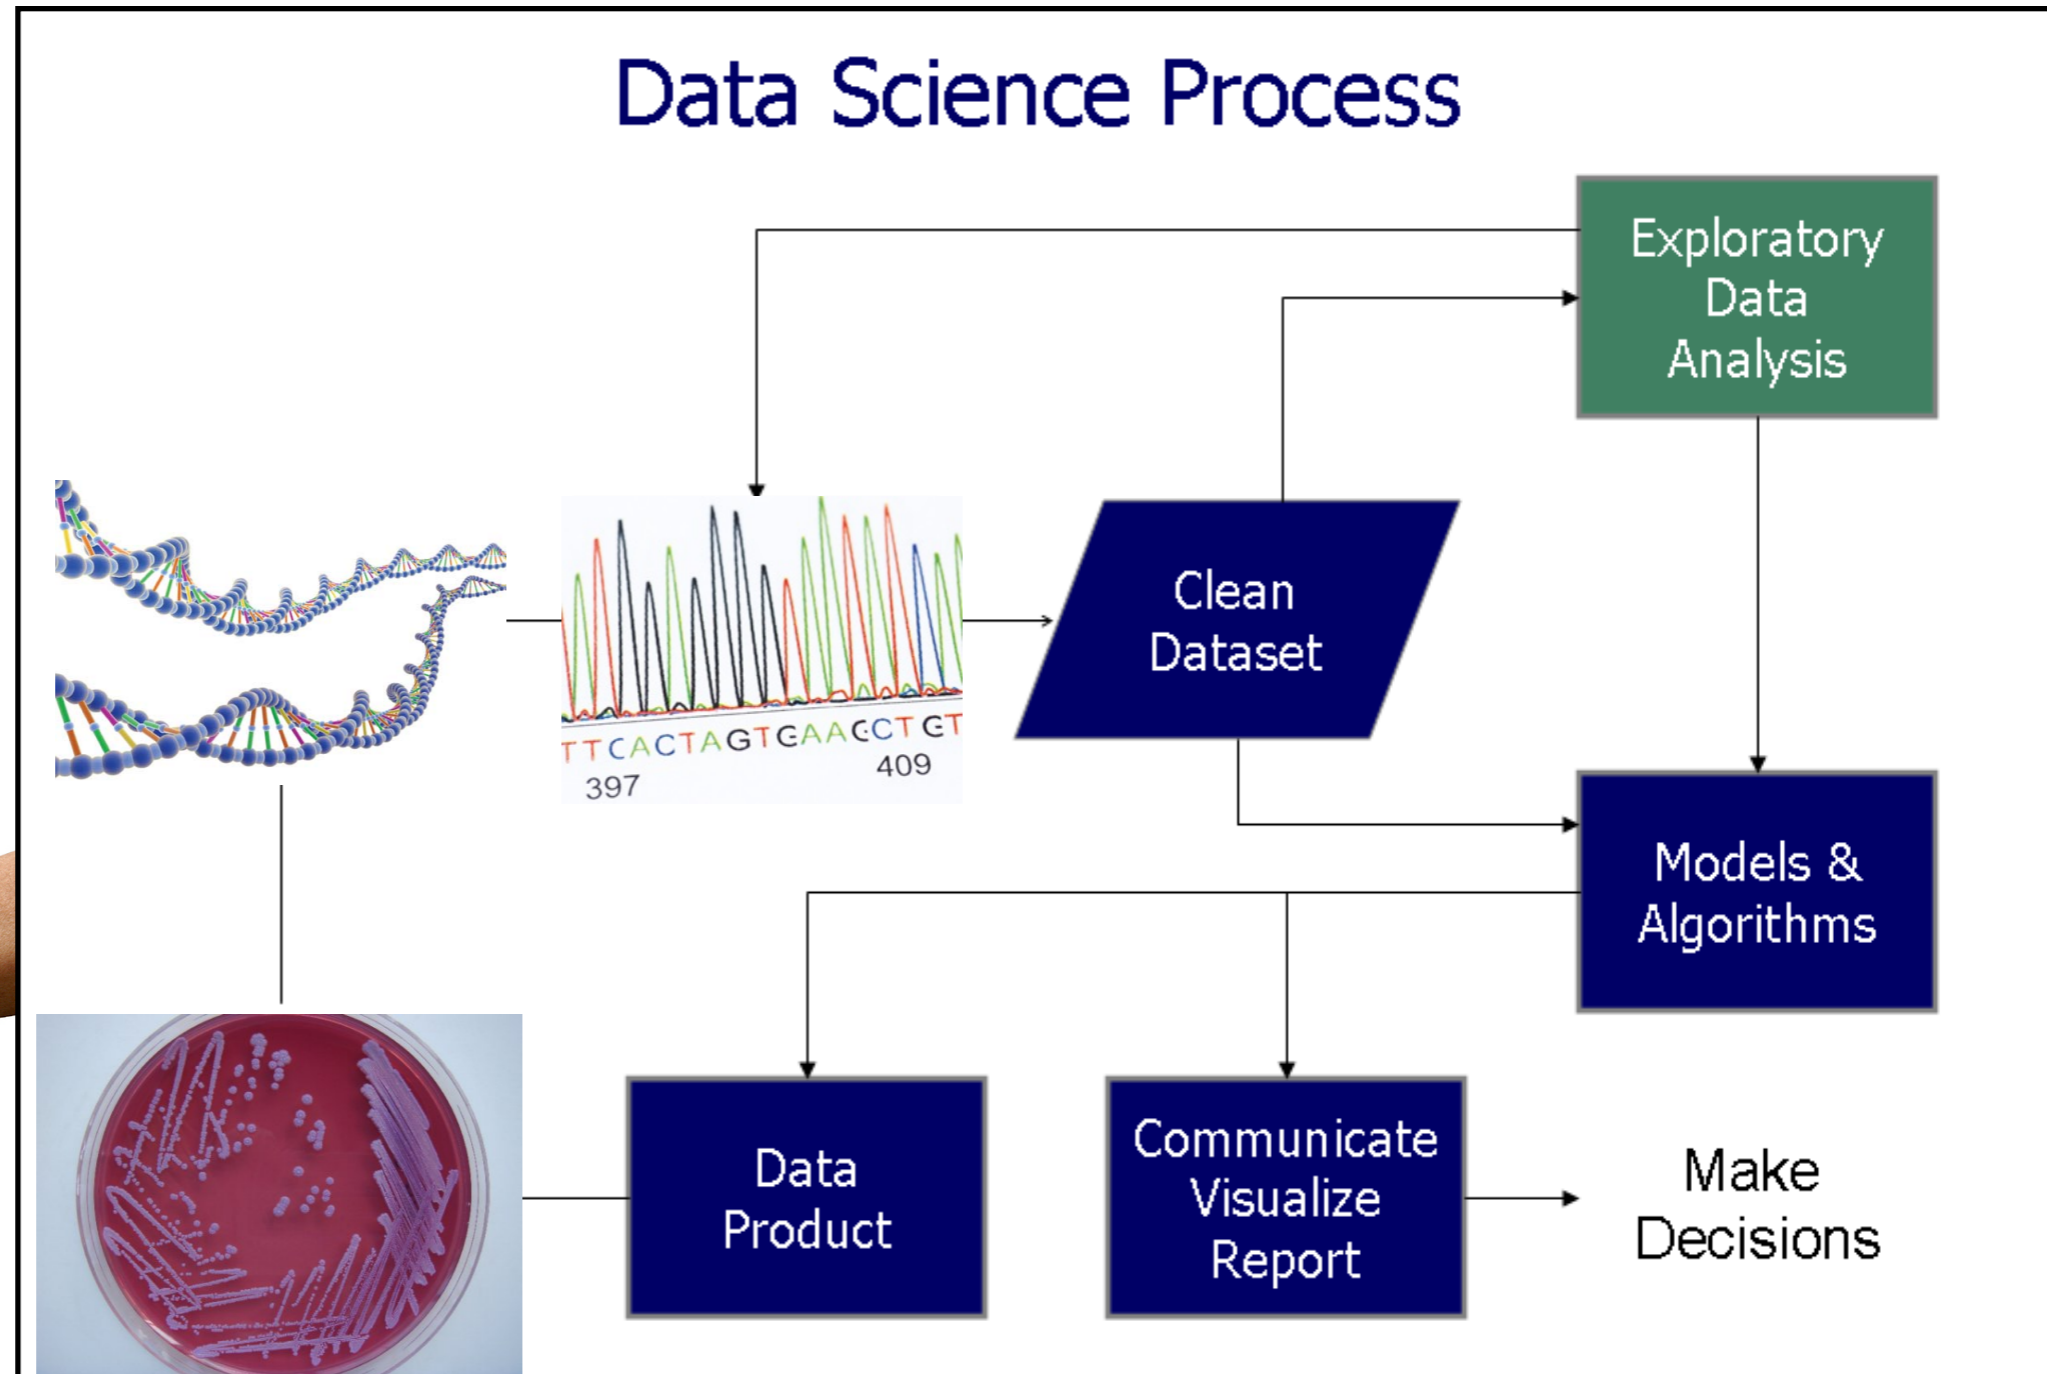 Data Science Process
Exploratory
Data
Analysis
Clean
Dataset
TTCACTAGTGAAGCTGT
397
409
Models &
Algorithms
Data
Product
Communicate
Visualize
Report
Make
Decisions